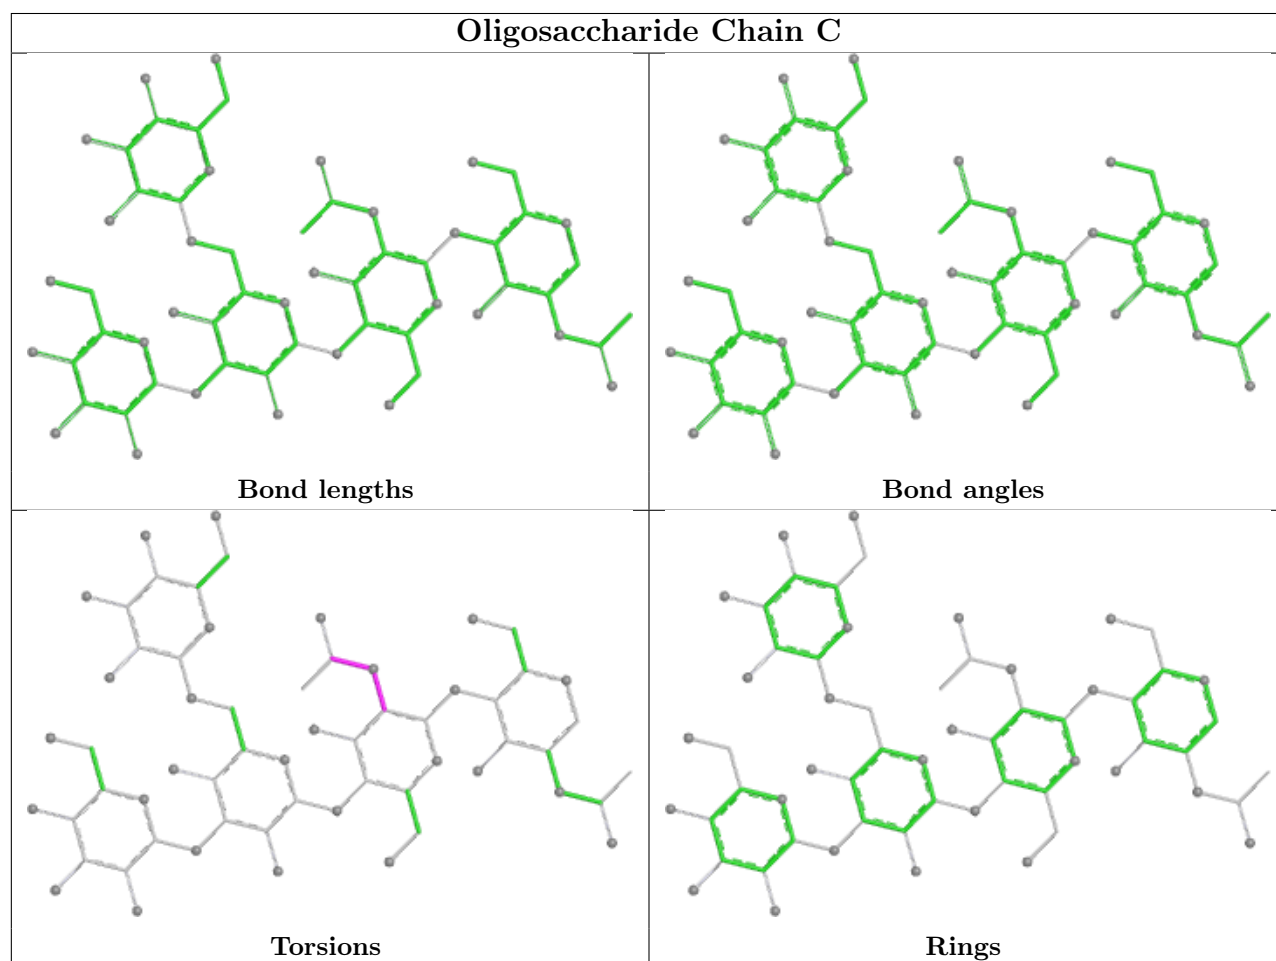 Oligosaccharide Chain C
Bond lengths
Bond angles
Torsions
Rings